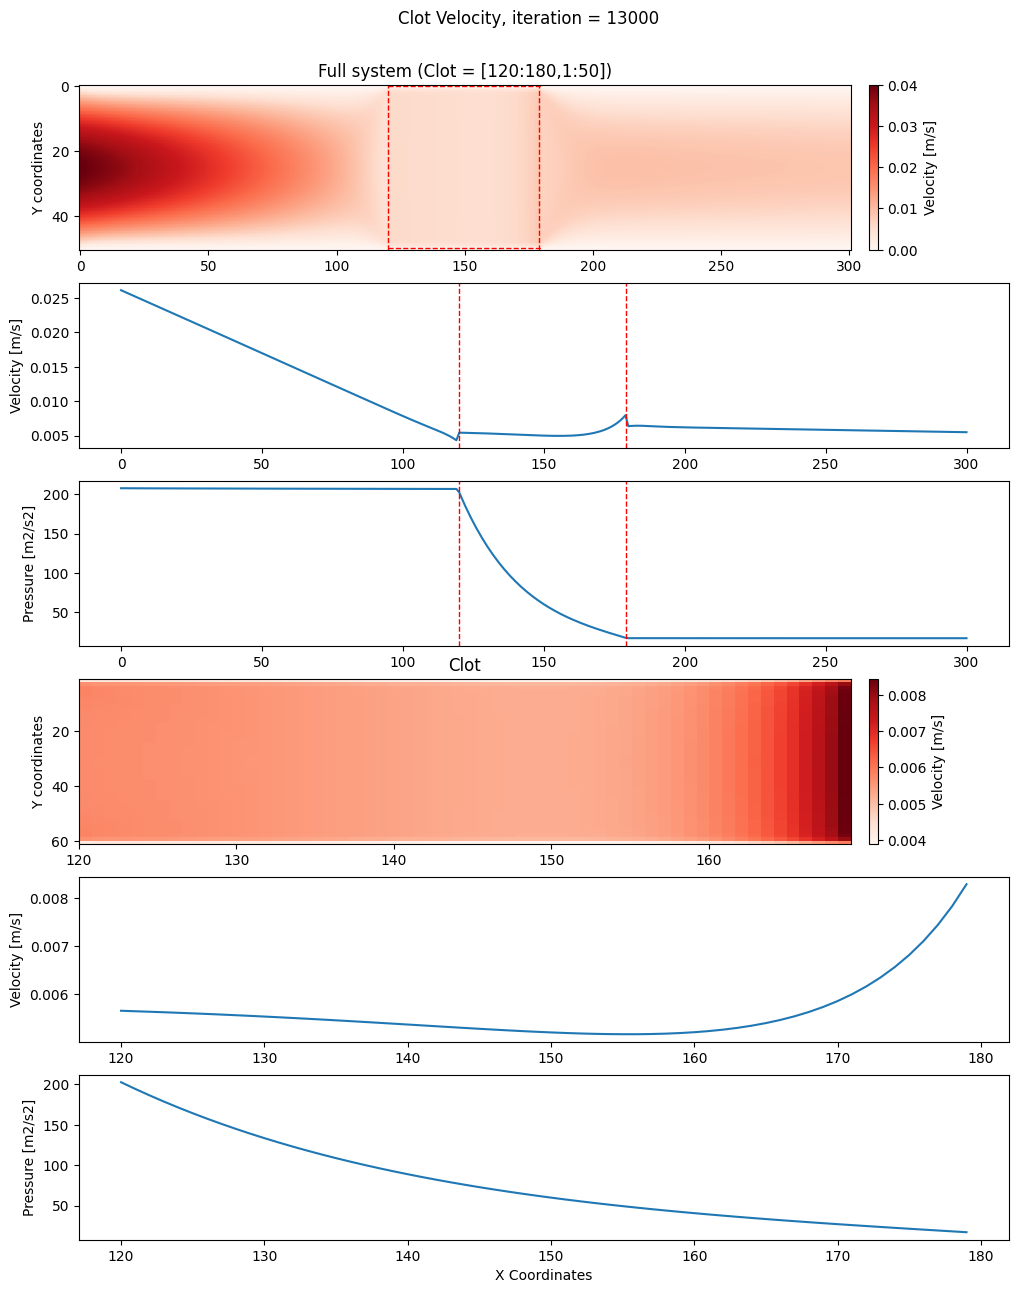 Clot Velocity, iteration = 13000
Full system (Clot = [120:180,1:50])
Y coordinates
0
20
40
0 50 100 150 200 250 300
0.04
0.03
0.02
0.01
0.00
Velocity [m/s]
Velocity [m/s]
0.025
0.020
0.015
0.010
0.005
0 50 100 150 200 250 300
Pressure [m2/s2]
200
150
100
50
0 50 100 150 200 250 300
Clot
Y coordinates
20
40
60
120 130 140 150 160
0.008
0.007
0.006
0.005
0.004
Velocity [m/s]
Velocity [m/s]
0.008
0.007
0.006
120 130 140 150 160 170 180
Pressure [m2/s2]
200
150
100
50
120 130 140 150 160 170 180
X Coordinates